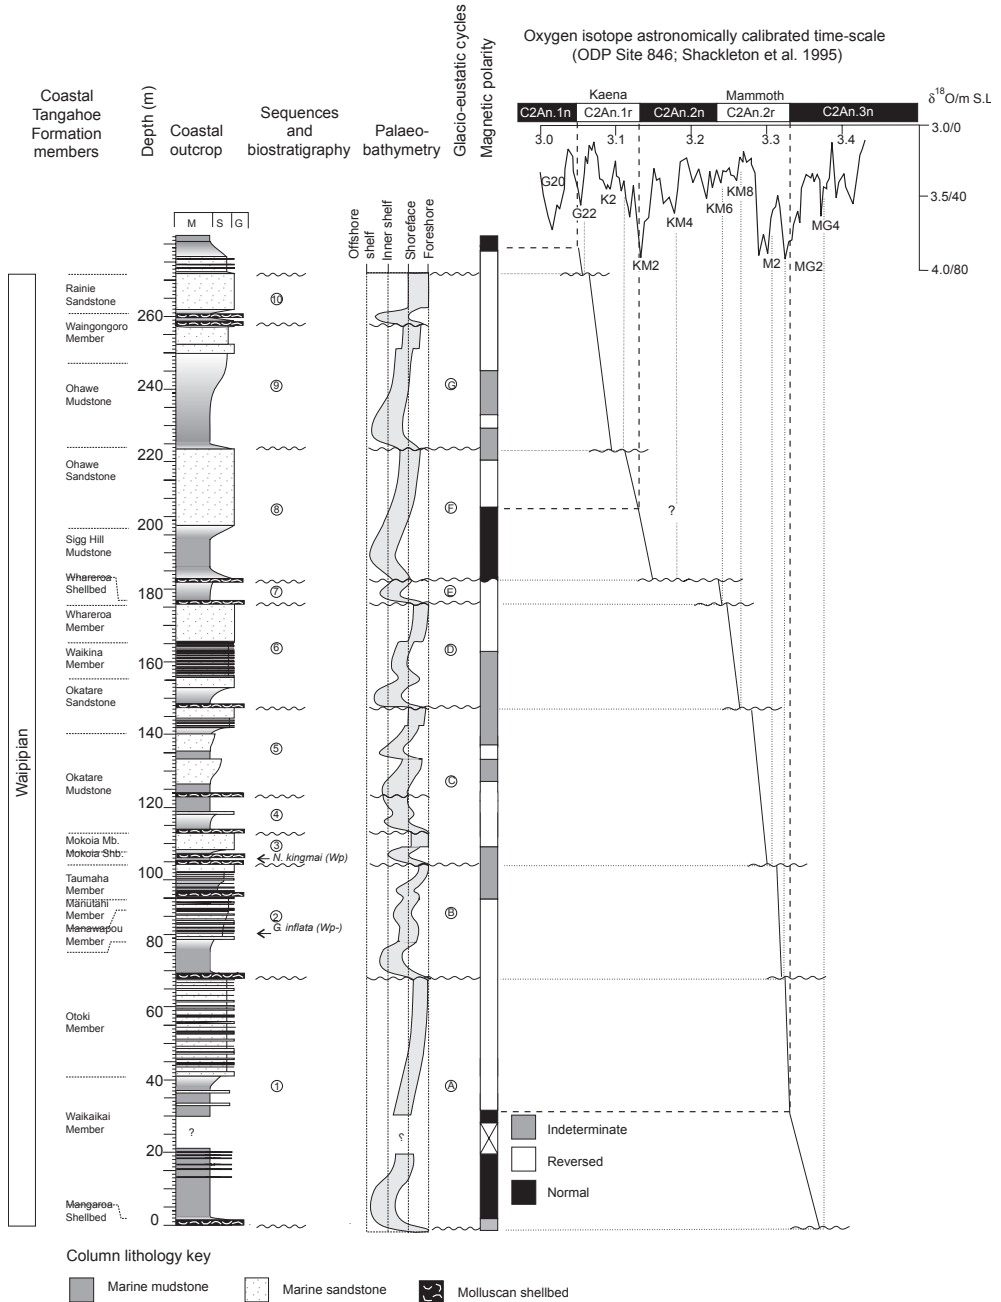 Oxygen isotope astronomically calibrated time-scale
(ODP Site 846; Shackleton et al. 1995)
Coastal
Tangahoe
Formation
members
Depth (m)
Coastal
outcrop
Sequences
and
biostratigraphy
Palaeo-
bathymetry
Glacio-eustatic cycles
Magnetic polarity
Kaena
Mammoth
δ18O/m S.L
C2An.1n
C2An.1r
C2An.2n
C2An.2r
C2An.3n
3.0
3.1
3.2
3.3
3.4
3.0/0
3.5/40
4.0/80
G20
G22
K2
KM2
KM4
KM6
KM8
M2
MG2
MG4
M
S
G
Offshore
shelf
Inner shelf
Shoreface
Foreshore
Waipipian
Rainie
Sandstone
Waingongoro
Member
Ohawe
Mudstone
Ohawe
Sandstone
Sigg Hill
Mudstone
Whareroa
Shellbed
Whareroa
Member
Waikina
Member
Okatare
Sandstone
Okatare
Mudstone
Mokoia Mb.
Mokoia Shb.
Taumaha
Member
Manutahi
Member
Manawapou
Member
Otoki
Member
Waikaikai
Member
Mangaroa
Shellbed
260
240
220
200
180
160
140
120
100
80
60
40
20
0
?
10
9
8
7
6
5
4
3
N. kingmai (Wp)
2
G. inflata (Wp-)
1
?
G
F
E
D
C
B
A
?
Indeterminate
Reversed
Normal
Column lithology key
Marine mudstone
Marine sandstone
Molluscan shellbed